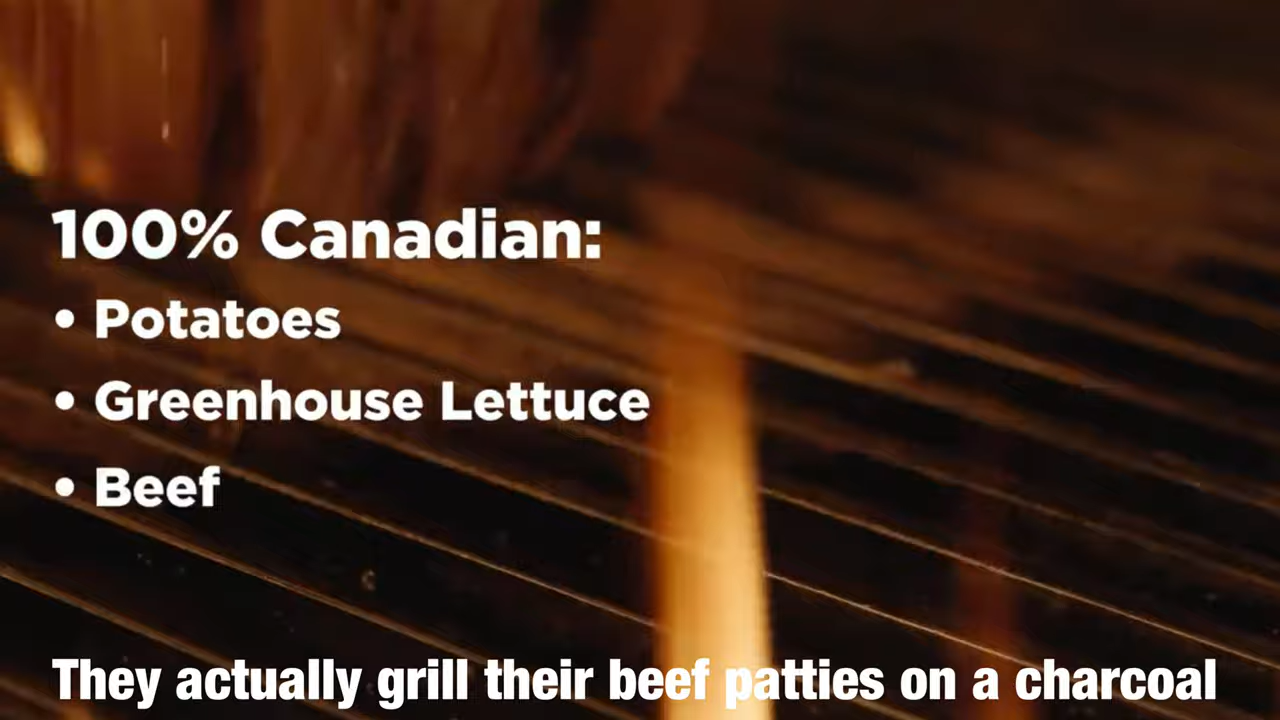 100% Canadian:
• Potatoes
• Greenhouse Lettuce
• Beef
They actually grill their beef patties on a charcoal